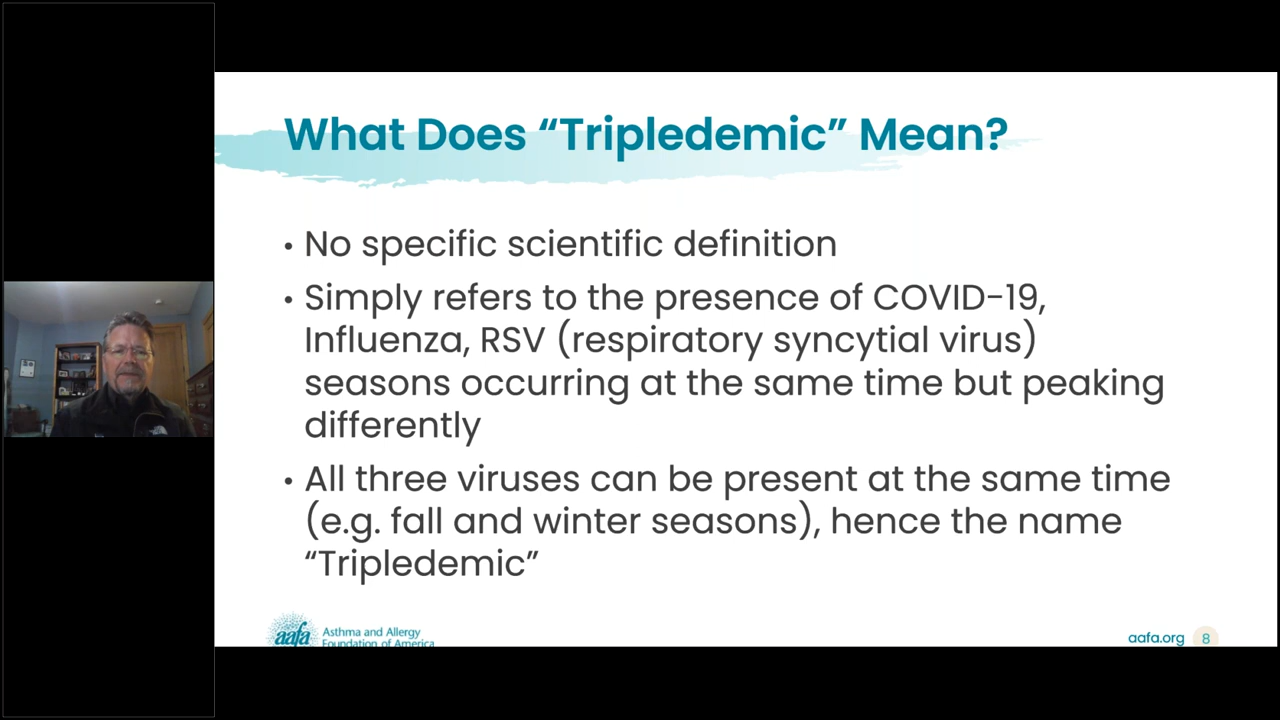 What Does “Tripledemic” Mean?
• No specific scientific definition
• Simply refers to the presence of COVID-19,
Influenza, RSV (respiratory syncytial virus)
seasons occurring at the same time but peaking
differently
• All three viruses can be present at the same time
(e.g. fall and winter seasons), hence the name
“Tripledemic”
aafa Asthma and Allergy
Foundation of America
aafa.org 8